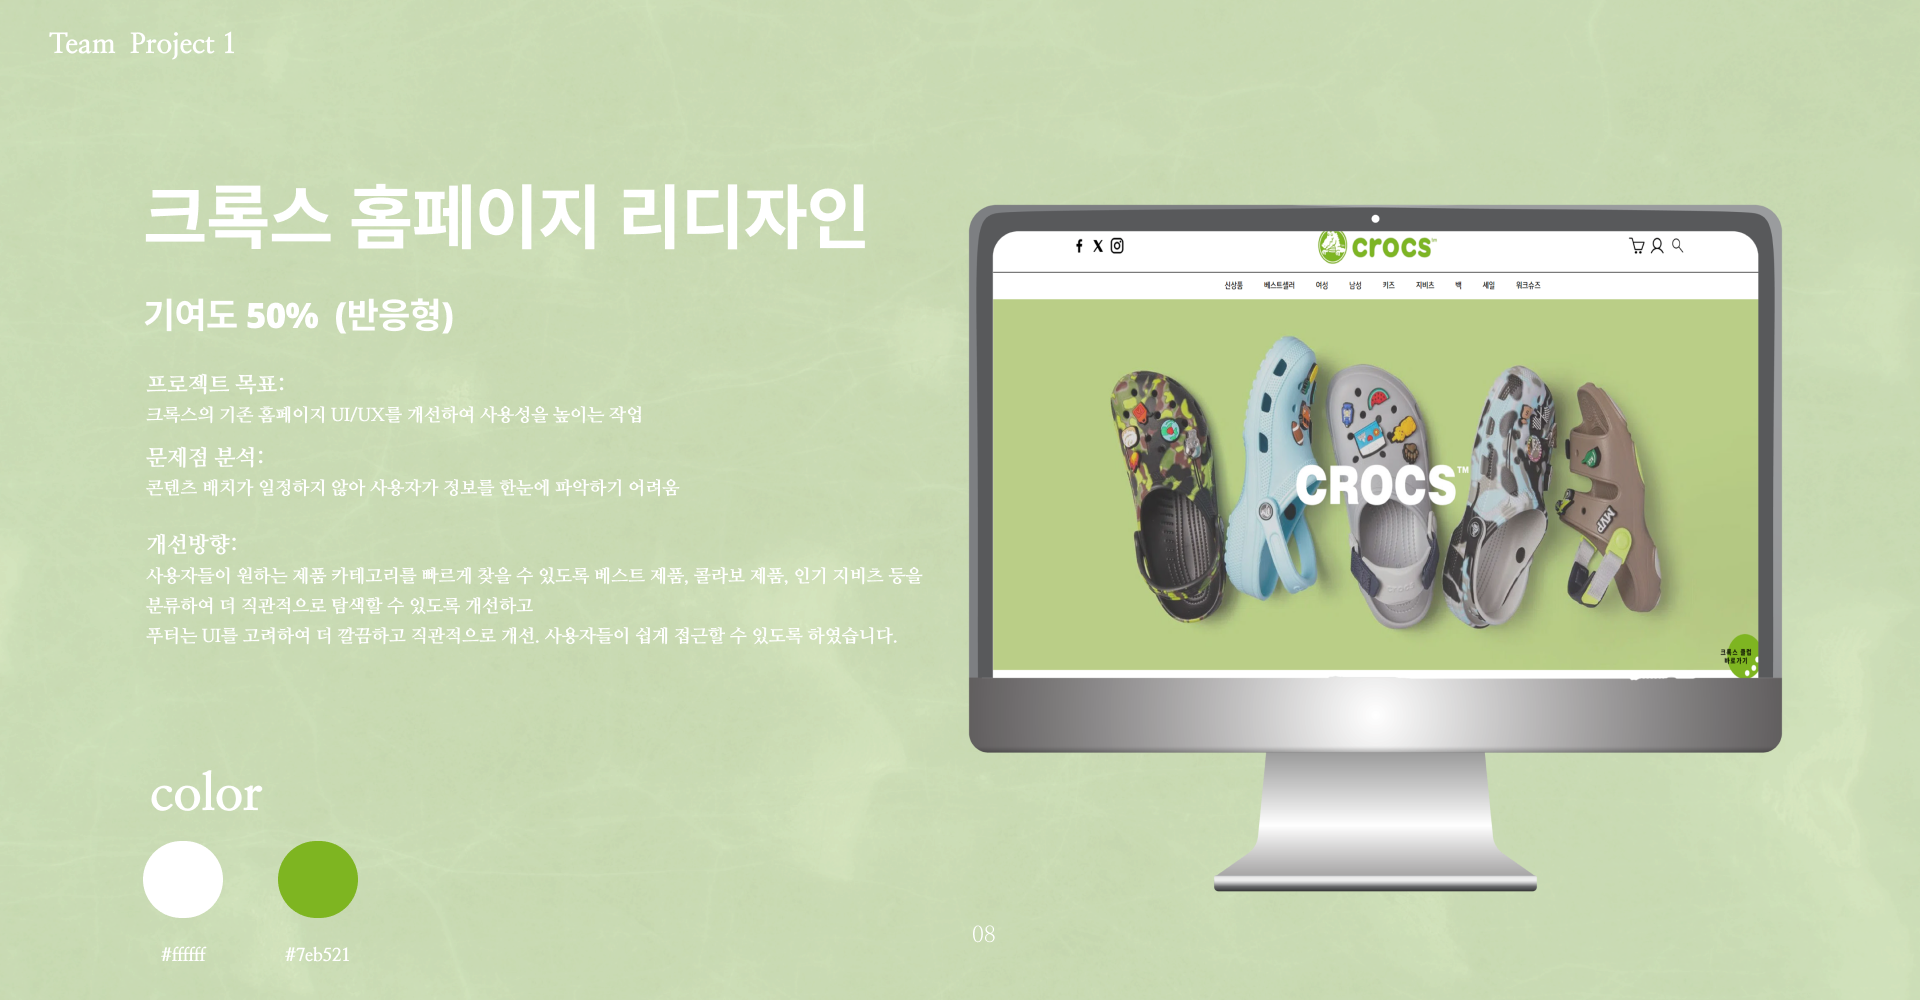 Team Project 1
크록스 홈페이지 리디자인
기여도 50% (반응형)
프로젝트 목표:
크록스의 기존 홈페이지 UI/UX를 개선하여 사용성을 높이는 작업
문제점 분석:
콘텐츠 배치가 일정하지 않아 사용자가 정보를 한눈에 파악하기 어려움
개선방향:
사용자들이 원하는 제품 카테고리를 빠르게 찾을 수 있도록 베스트 제품, 콜라보 제품, 인기 지비츠 등을
분류하여 더 직관적으로 탐색할 수 있도록 개선하고
푸터는 UI를 고려하여 더 깔끔하고 직관적으로 개선. 사용자들이 쉽게 접근할 수 있도록 하였습니다.
color
#ffffff #7eb521
crocs™
신상품 베스트셀러 여성 남성 키즈 지비츠 백 세일 워크슈즈
CROCS™
MVP
크록스 클럽
바로가기
08